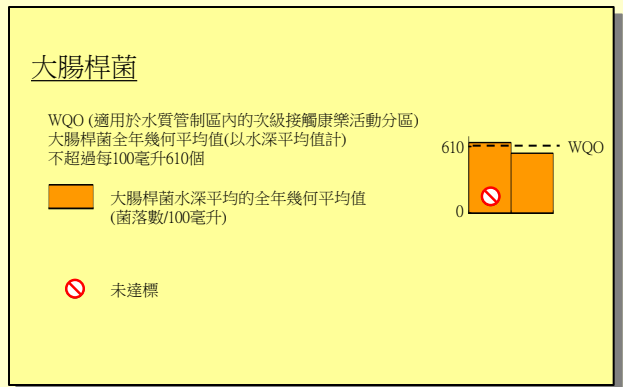 大腸桿菌
WQO (適用於水質管制區內的次級接觸康樂活動分區)
大腸桿菌全年幾何平均值(以水深平均值計)
不超過每100毫升610個
610
WQO
大腸桿菌水深平均的全年幾何平均值
(菌落數/100毫升)
0
未達標